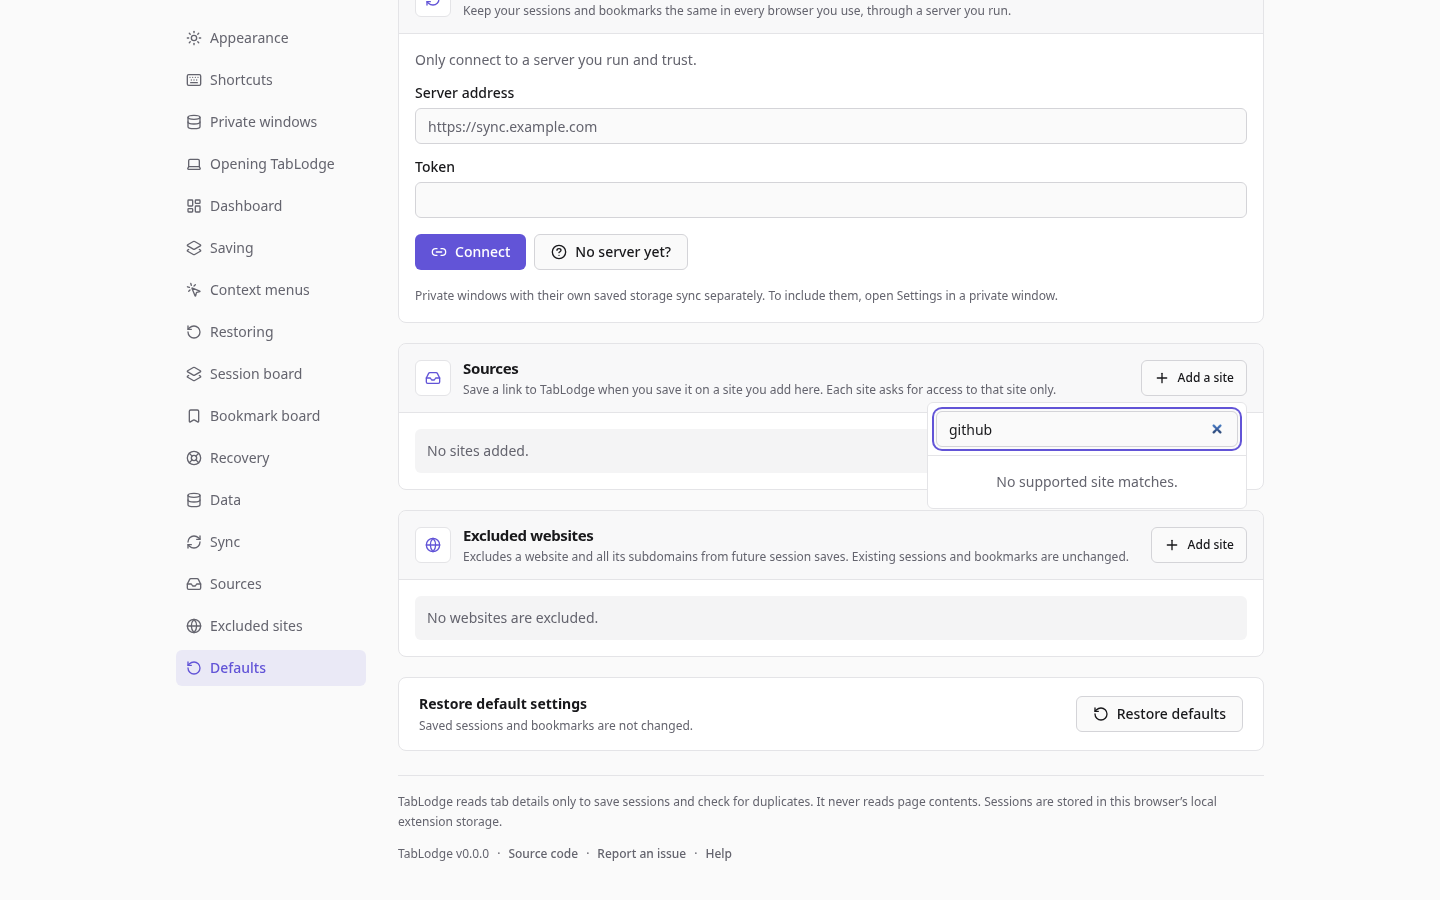 Keep your sessions and bookmarks the same in every browser you use, through a server you run.
Appearance
Shortcuts
Private windows
Opening TabLodge
Dashboard
Saving
Context menus
Restoring
Session board
Bookmark board
Recovery
Data
Sync
Sources
Excluded sites
Defaults
Only connect to a server you run and trust.
Server address
https://sync.example.com
Token
Connect
No server yet?
Private windows with their own saved storage sync separately. To include them, open Settings in a private window.
Sources
Save a link to TabLodge when you save it on a site you add here. Each site asks for access to that site only.
Add a site
github
No supported site matches.
No sites added.
Excluded websites
Excludes a website and all its subdomains from future session saves. Existing sessions and bookmarks are unchanged.
Add site
No websites are excluded.
Restore default settings
Saved sessions and bookmarks are not changed.
Restore defaults
TabLodge reads tab details only to save sessions and check for duplicates. It never reads page contents. Sessions are stored in this browser’s local
extension storage.
TabLodge v0.0.0 · Source code · Report an issue · Help